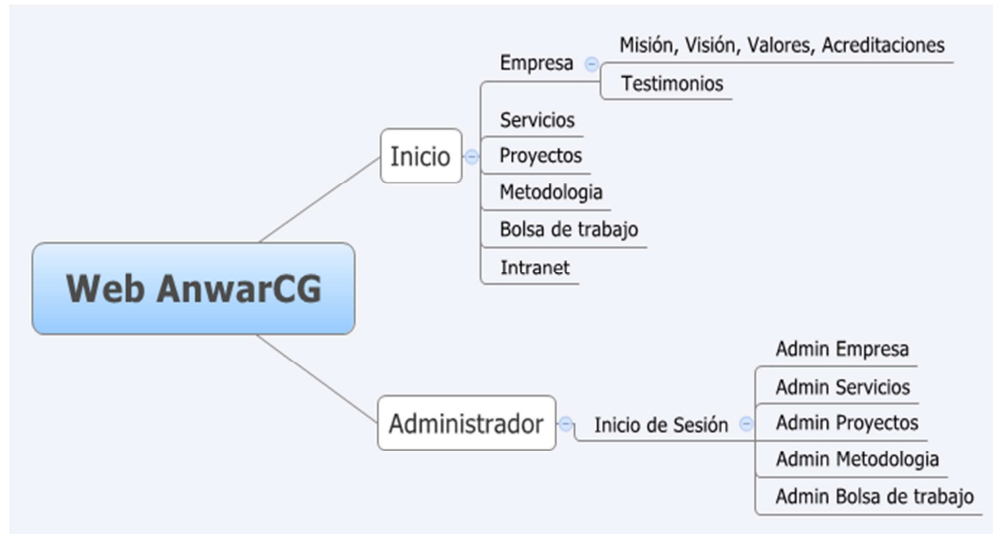 Web AnwarCG
Inicio
Empresa
Misión, Visión, Valores, Acreditaciones
Testimonios
Servicios
Proyectos
Metodologia
Bolsa de trabajo
Intranet
Administrador
Inicio de Sesión
Admin Empresa
Admin Servicios
Admin Proyectos
Admin Metodologia
Admin Bolsa de trabajo